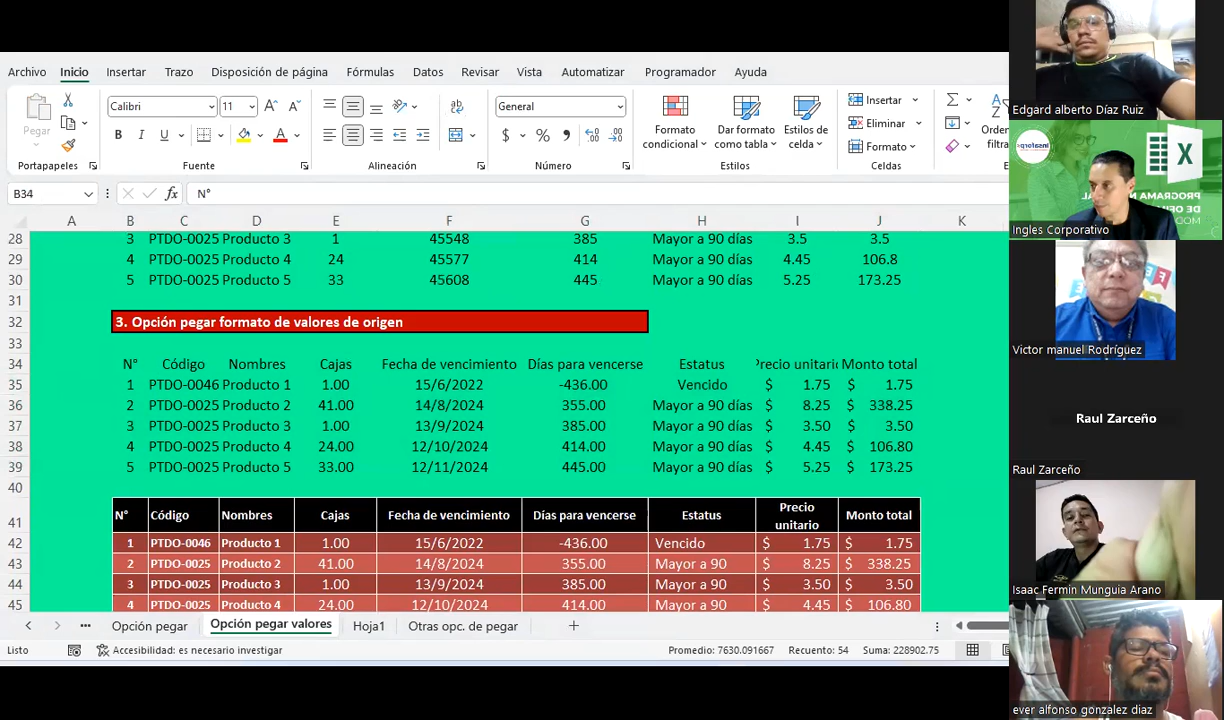 Archivo Inicio Insertar Trazo Disposición de página Fórmulas Datos Revisar Vista Automatizar Programador Ayuda
Pegar
Portapapeles
Calibri 11
N K S
Fuente
Alineación
General
$ % 
Número
Formato condicional
Dar formato como tabla
Estilos de celda
Estilos
Insertar
Eliminar
Formato
Celdas
B34 fx N°
A B C D E F G H I J K
28 3 PTDO-0025 Producto 3 1 45548 385 Mayor a 90 días 3.5 3.5
29 4 PTDO-0025 Producto 4 24 45577 414 Mayor a 90 días 4.45 106.8
30 5 PTDO-0025 Producto 5 33 45608 445 Mayor a 90 días 5.25 173.25
31
32 3. Opción pegar formato de valores de origen
33
34 N° Código Nombres Cajas Fecha de vencimiento Días para vencerse Estatus Monto total
35 1 PTDO-0046 Producto 1 1.00 15/6/2022 -436.00 Vencido $ 1.75 $ 1.75
36 2 PTDO-0025 Producto 2 41.00 14/8/2024 355.00 Mayor a 90 días $ 8.25 $ 338.25
37 3 PTDO-0025 Producto 3 1.00 13/9/2024 385.00 Mayor a 90 días $ 3.50 $ 3.50
38 4 PTDO-0025 Producto 4 24.00 12/10/2024 414.00 Mayor a 90 días $ 4.45 $ 106.80
39 5 PTDO-0025 Producto 5 33.00 12/11/2024 445.00 Mayor a 90 días $ 5.25 $ 173.25
40
41 N° Código Nombres Cajas Fecha de vencimiento Días para vencerse Estatus Precio unitario Monto total
42 1 PTDO-0046 Producto 1 1.00 15/6/2022 -436.00 Vencido $ 1.75 $ 1.75
43 2 PTDO-0025 Producto 2 41.00 14/8/2024 355.00 Mayor a 90 $ 8.25 $ 338.25
44 3 PTDO-0025 Producto 3 1.00 13/9/2024 385.00 Mayor a 90 $ 3.50 $ 3.50
45 4 PTDO-0025 Producto 4 24.00 12/10/2024 414.00 Mayor a 90 $ 4.45 $ 106.80
Opción pegar Opción pegar valores Hoja1 Otras opc. de pegar
Listo Accesibilidad: es necesario investigar Promedio: 7630.091667 Recuento: 54 Suma: 228902.75
Edgard alberto Díaz Ruiz
Ingles Corporativo
Victor manuel Rodríguez
Raul Zarceño
Raul Zarceño
Isaac Fermin Munguia Arano
ever alfonso gonzalez diaz